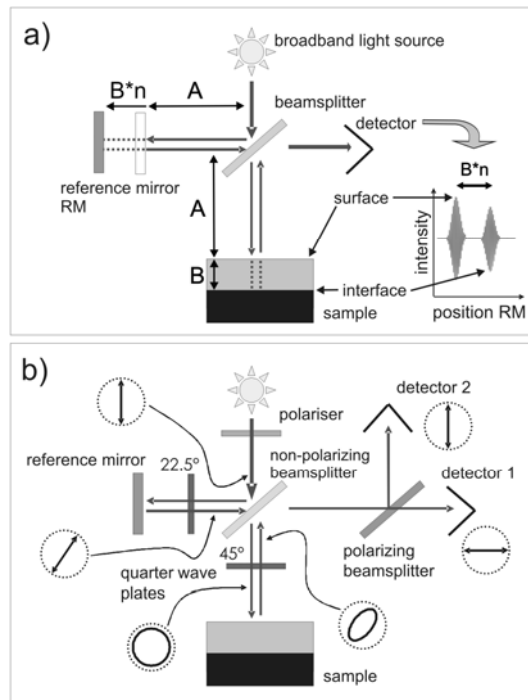 a)
broadband light source
B*n
A
beamsplitter
detector
reference mirror
RM
A
surface
B*n
intensity
B
interface
sample
position RM
b)
polariser
detector 2
reference mirror
22.5°
non-polarizing
beamsplitter
detector 1
45°
quarter wave
plates
polarizing
beamsplitter
sample